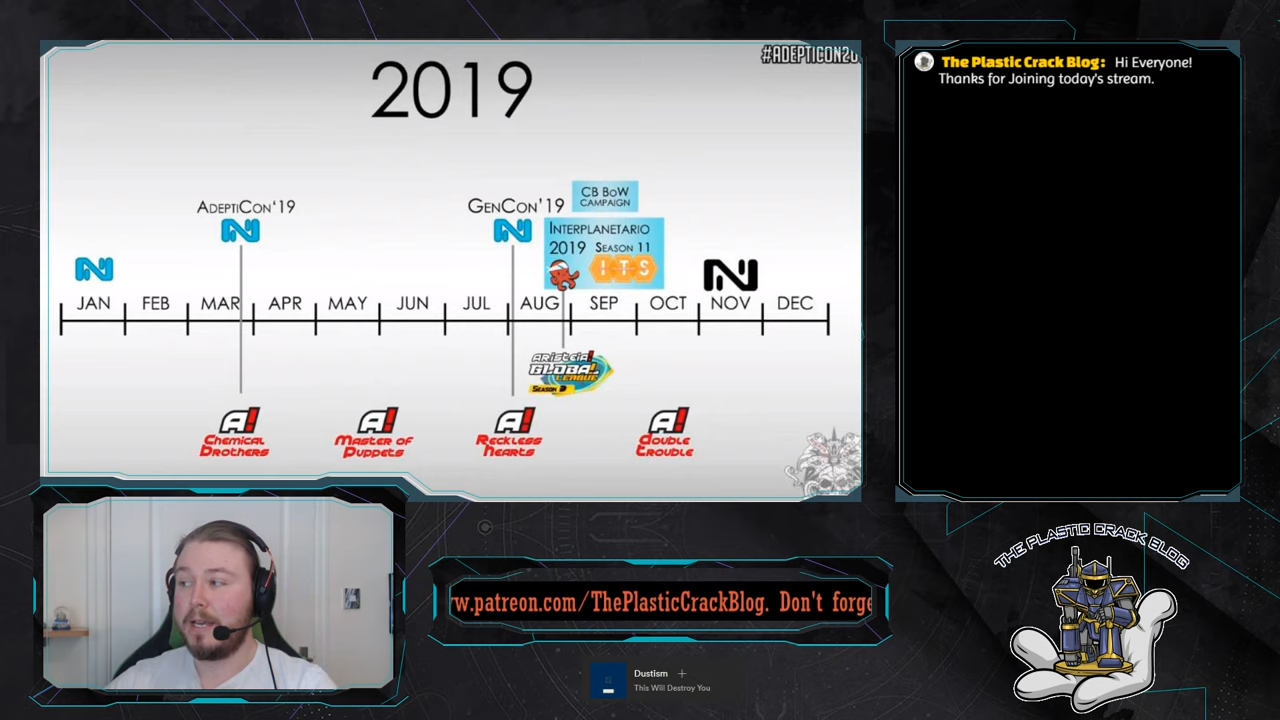 #ADEPTICON20
2019
ADEPTICON'19
GENCON'19
CB BOW
CAMPAIGN
INTERPLANETARIO
2019 SEASON 11
ITS
JAN
FEB
MAR
APR
MAY
JUN
JUL
AUG
SEP
OCT
NOV
DEC
ARISTEIA!
GLOBAL
LEAGUE
SEASON 3
A!
CHEMICAL
BROTHERS
A!
MASTER OF
PUPPETS
A!
RECKLESS
HEARTS
A!
DOUBLE
TROUBLE
The Plastic Crack Blog: Hi Everyone!
Thanks for Joining today's stream.
w.patreon.com/ThePlasticCrackBlog. Don't forge
Dustism
This Will Destroy You
THE PLASTIC CRACK BLOG